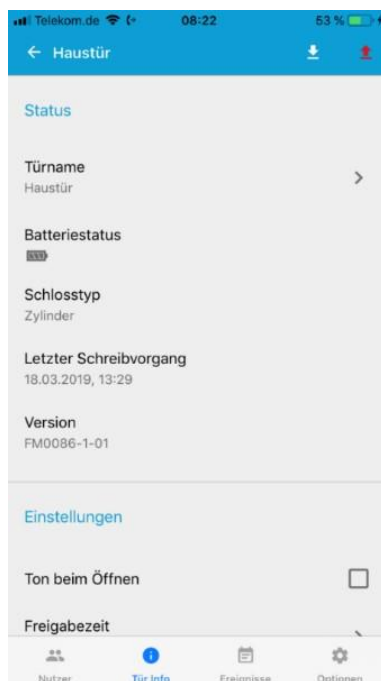 Telekom.de 08:22 53 %
Haustür
Status
Türname
Haustür
Batteriestatus
Schlosstyp
Zylinder
Letzter Schreibvorgang
18.03.2019, 13:29
Version
FM0086-1-01
Einstellungen
Ton beim Öffnen
Freigabezeit
Nutzer Tür Info Ereignisse Optionen